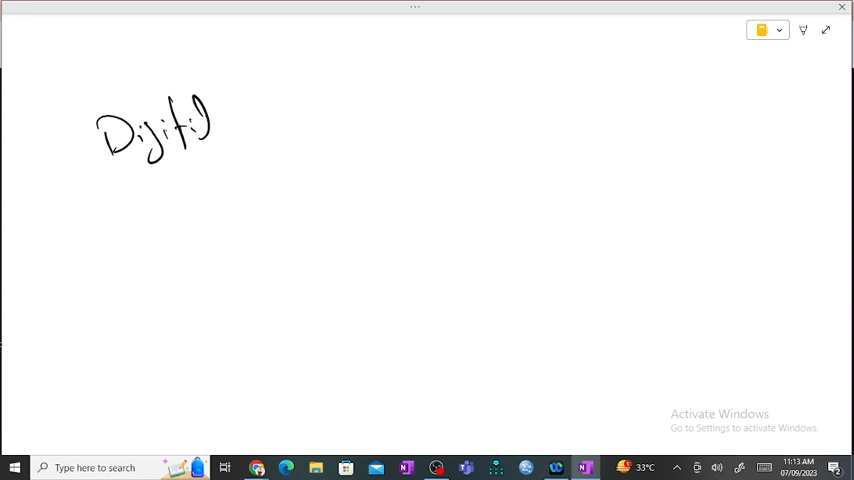 Digital
Activate Windows
Go to Settings to activate Windows.
Type here to search
33°C
11:13 AM
07/09/2023
2